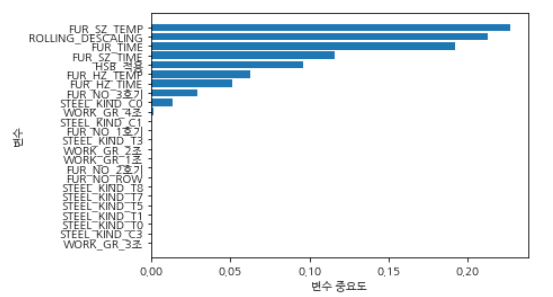 FUR_SZ_TEMP
ROLLING_DESCALING
FUR_TIME
FUR_SZ_TIME
HSB_적용
FUR_HZ_TEMP
FUR_HZ_TIME
FUR_NO_3호기
STEEL_KIND_C0
WORK_GR_4조
STEEL_KIND_C1
FUR_NO_1호기
STEEL_KIND_T3
WORK_GR_2조
WORK_GR_1조
FUR_NO_2호기
FUR_NO_ROW
STEEL_KIND_T8
STEEL_KIND_T7
STEEL_KIND_T5
STEEL_KIND_T1
STEEL_KIND_T0
STEEL_KIND_C3
WORK_GR_3조
변수
0,00 0,05 0,10 0,15 0,20
변수 중요도